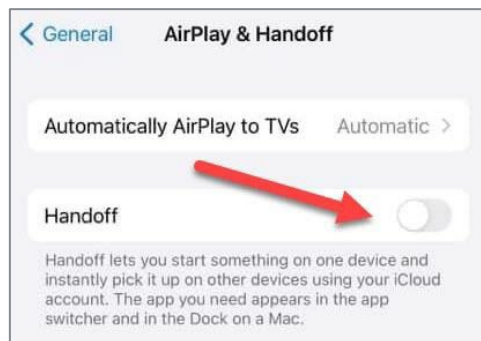 General AirPlay & Handoff
Automatically AirPlay to TVs Automatic >
Handoff
Handoff lets you start something on one device and
instantly pick it up on other devices using your iCloud
account. The app you need appears in the app
switcher and in the Dock on a Mac.